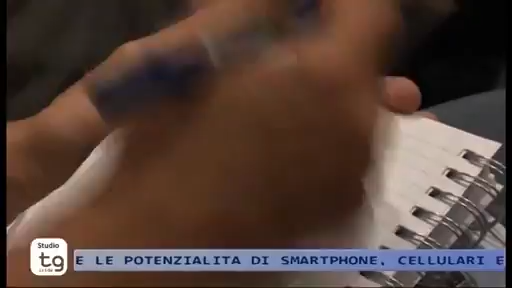 Studio
tg
E LE POTENZIALITA DI SMARTPHONE, CELLULARI E